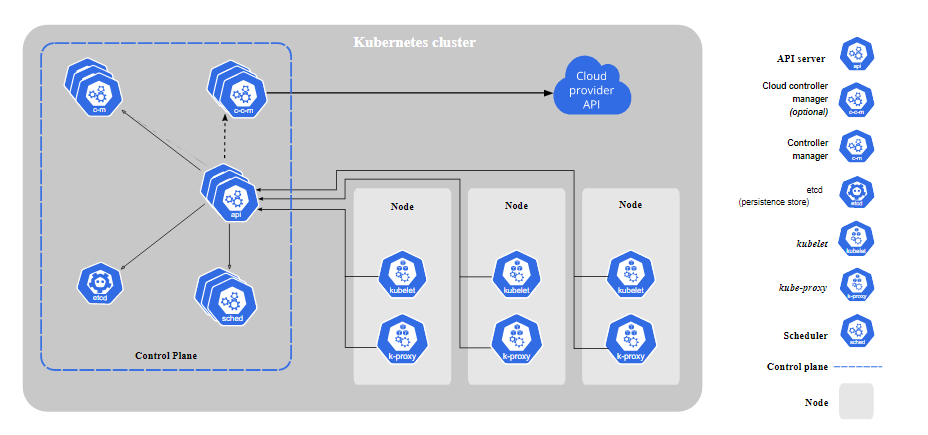 Kubernetes cluster
c-m
c-c-m
Cloud
provider
API
api
etcd
sched
Control Plane
Node
Node
Node
kubelet
kubelet
kubelet
k-proxy
k-proxy
k-proxy
API server
api
Cloud controller
manager
(optional)
c-c-m
Controller
manager
c-m
etcd
(persistence store)
etcd
kubelet
kubelet
kube-proxy
k-proxy
Scheduler
sched
Control plane
Node